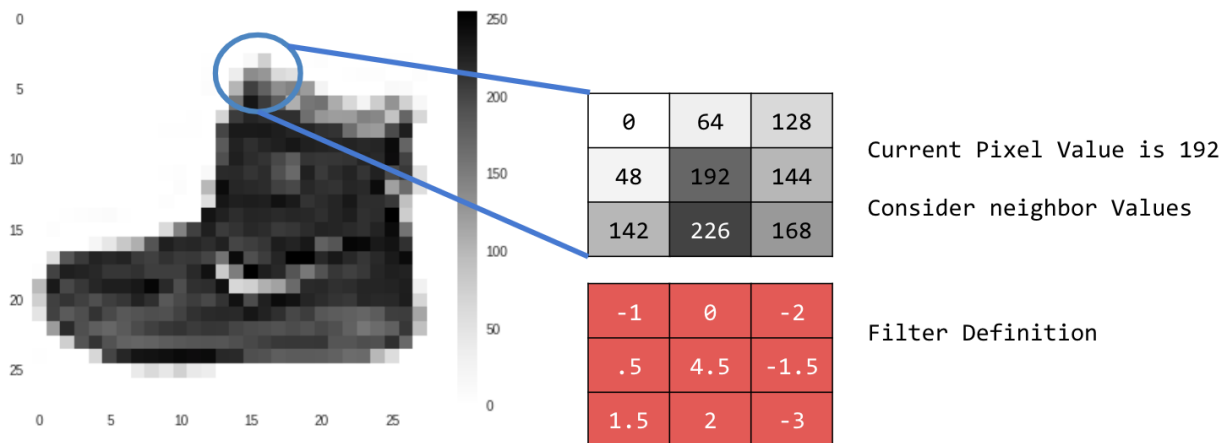 0
5
10
15
20
25
0 5 10 15 20 25
250
200
150
100
50
0
0 64 128
48 192 144
142 226 168
Current Pixel Value is 192
Consider neighbor Values
-1 0 -2
.5 4.5 -1.5
1.5 2 -3
Filter Definition